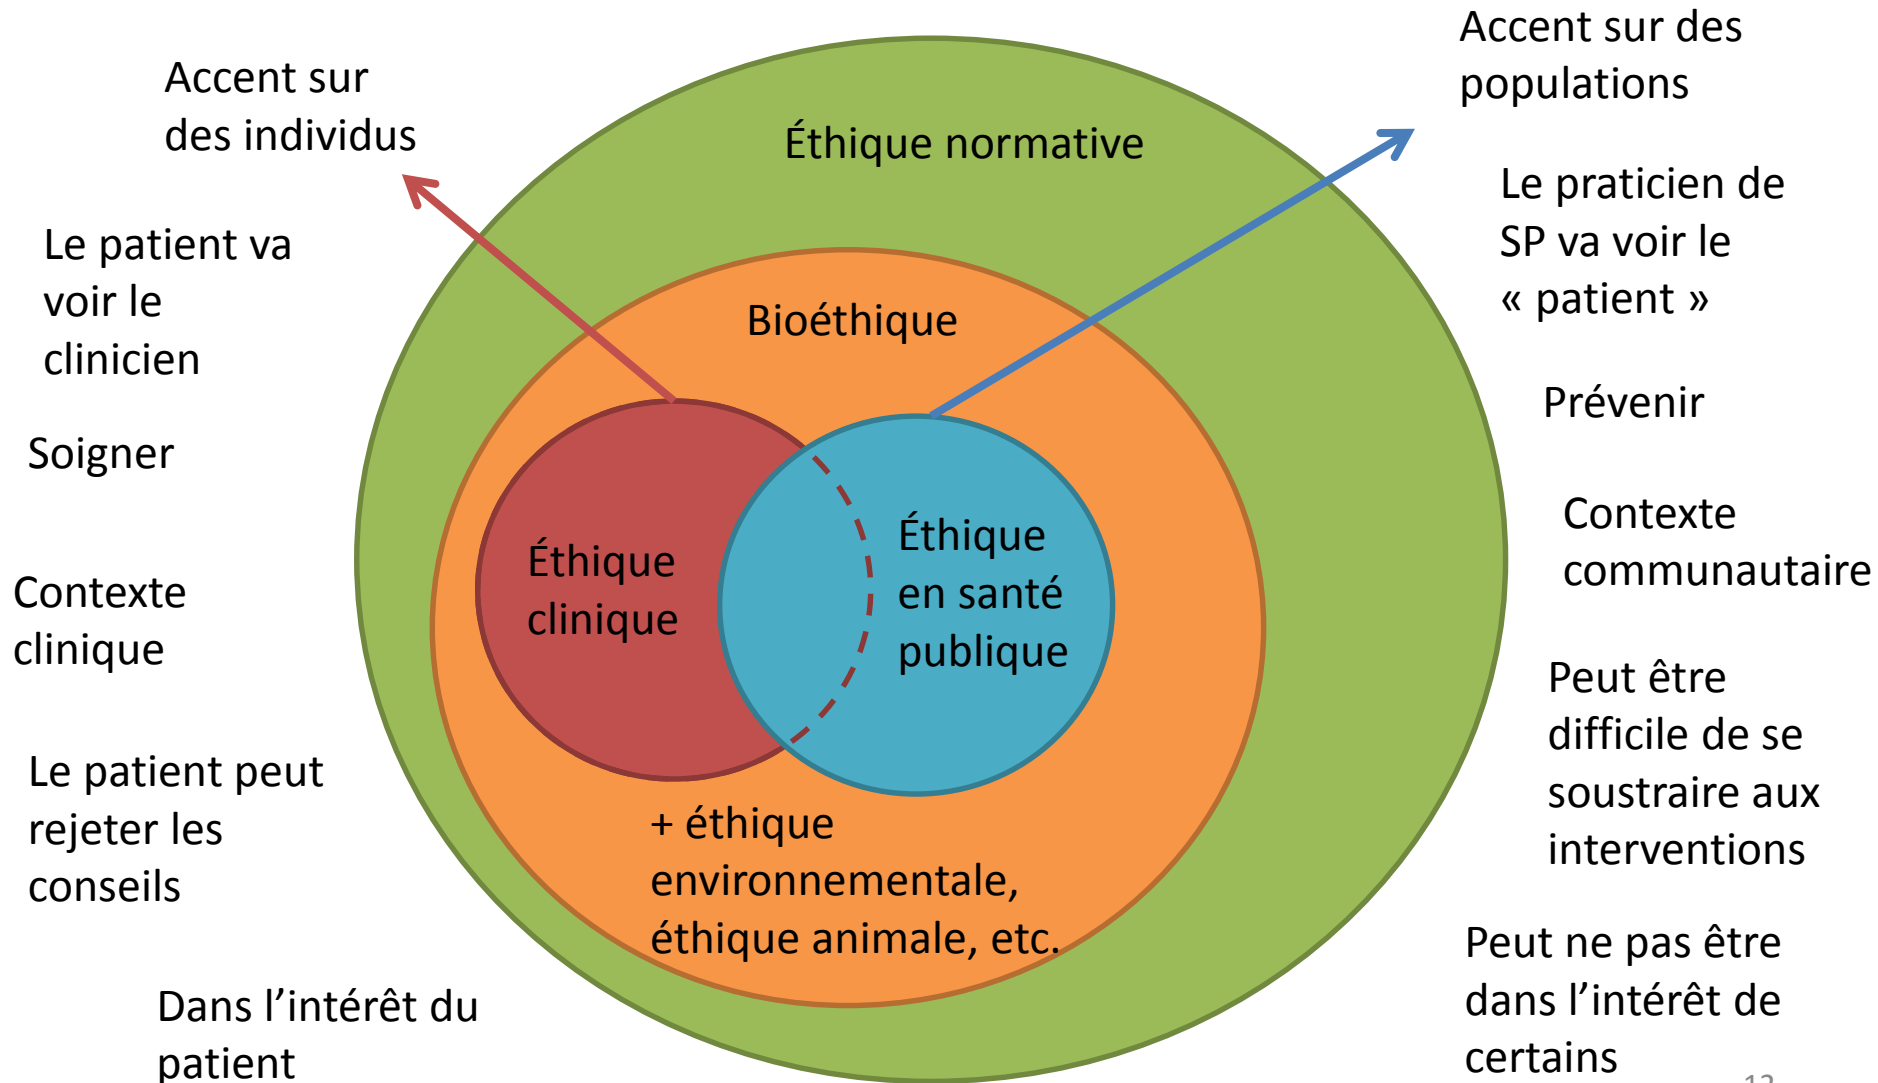 Accent sur
des individus
Le patient va
voir le
clinicien
Soigner
Contexte
clinique
Le patient peut
rejeter les
conseils
Dans l’intérêt du
patient
Éthique normative
Bioéthique
Éthique
clinique
Éthique
en santé
publique
+ éthique
environnementale,
éthique animale, etc.
Accent sur des
populations
Le praticien de
SP va voir le
« patient »
Prévenir
Contexte
communautaire
Peut être
difficile de se
soustraire aux
interventions
Peut ne pas être
dans l’intérêt de
certains